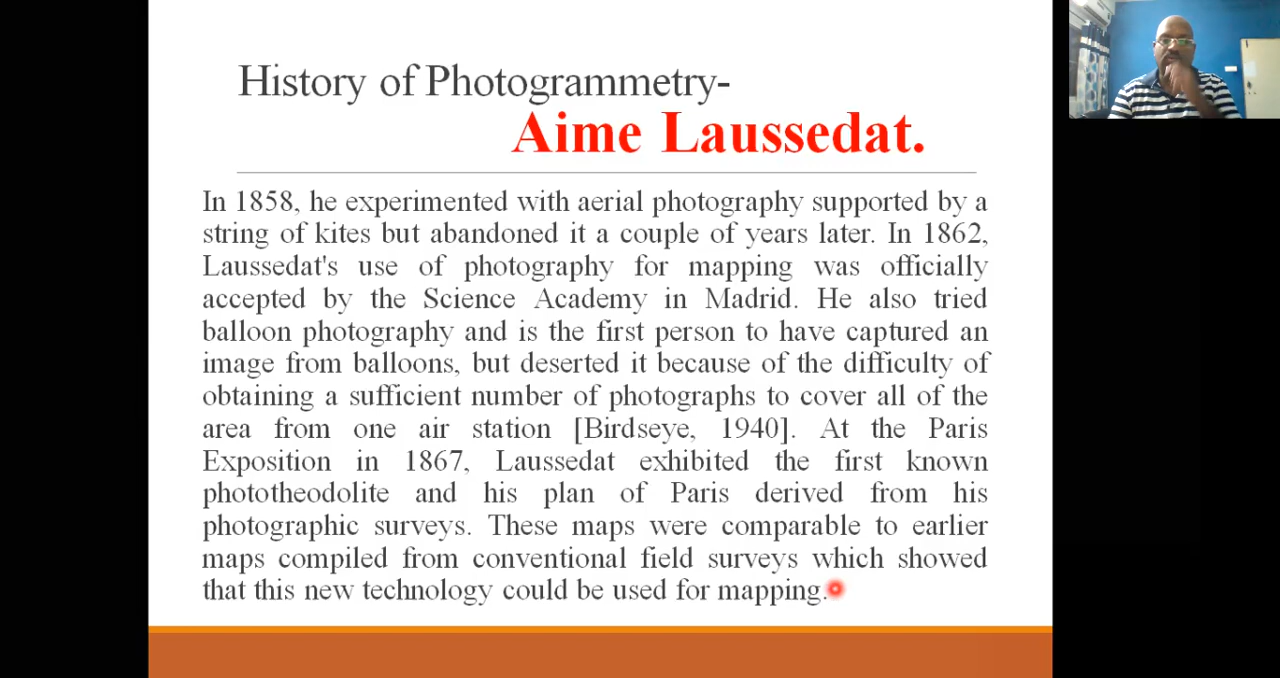 History of Photogrammetry-
Aime Laussedat.
In 1858, he experimented with aerial photography supported by a
string of kites but abandoned it a couple of years later. In 1862,
Laussedat's use of photography for mapping was officially
accepted by the Science Academy in Madrid. He also tried
balloon photography and is the first person to have captured an
image from balloons, but deserted it because of the difficulty of
obtaining a sufficient number of photographs to cover all of the
area from one air station [Birdseye, 1940]. At the Paris
Exposition in 1867, Laussedat exhibited the first known
phototheodolite and his plan of Paris derived from his
photographic surveys. These maps were comparable to earlier
maps compiled from conventional field surveys which showed
that this new technology could be used for mapping.